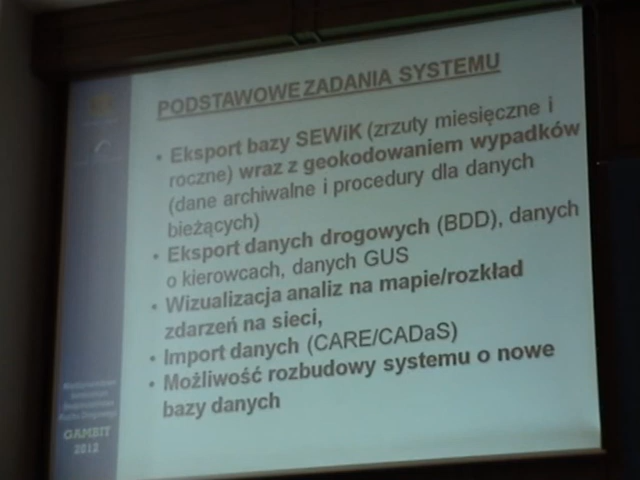 PODSTAWOWE ZADANIA SYSTEMU
• Eksport bazy SEWiK (zrzuty miesięczne i
roczne) wraz z geokodowaniem wypadków
(dane archiwalne i procedury dla danych
bieżących)
• Eksport danych drogowych (BDD), danych
o kierowcach, danych GUS
• Wizualizacja analiz na mapie/rozkład
zdarzeń na sieci,
• Import danych (CARE/CADaS)
• Możliwość rozbudowy systemu o nowe
bazy danych
GAMBIT
2012